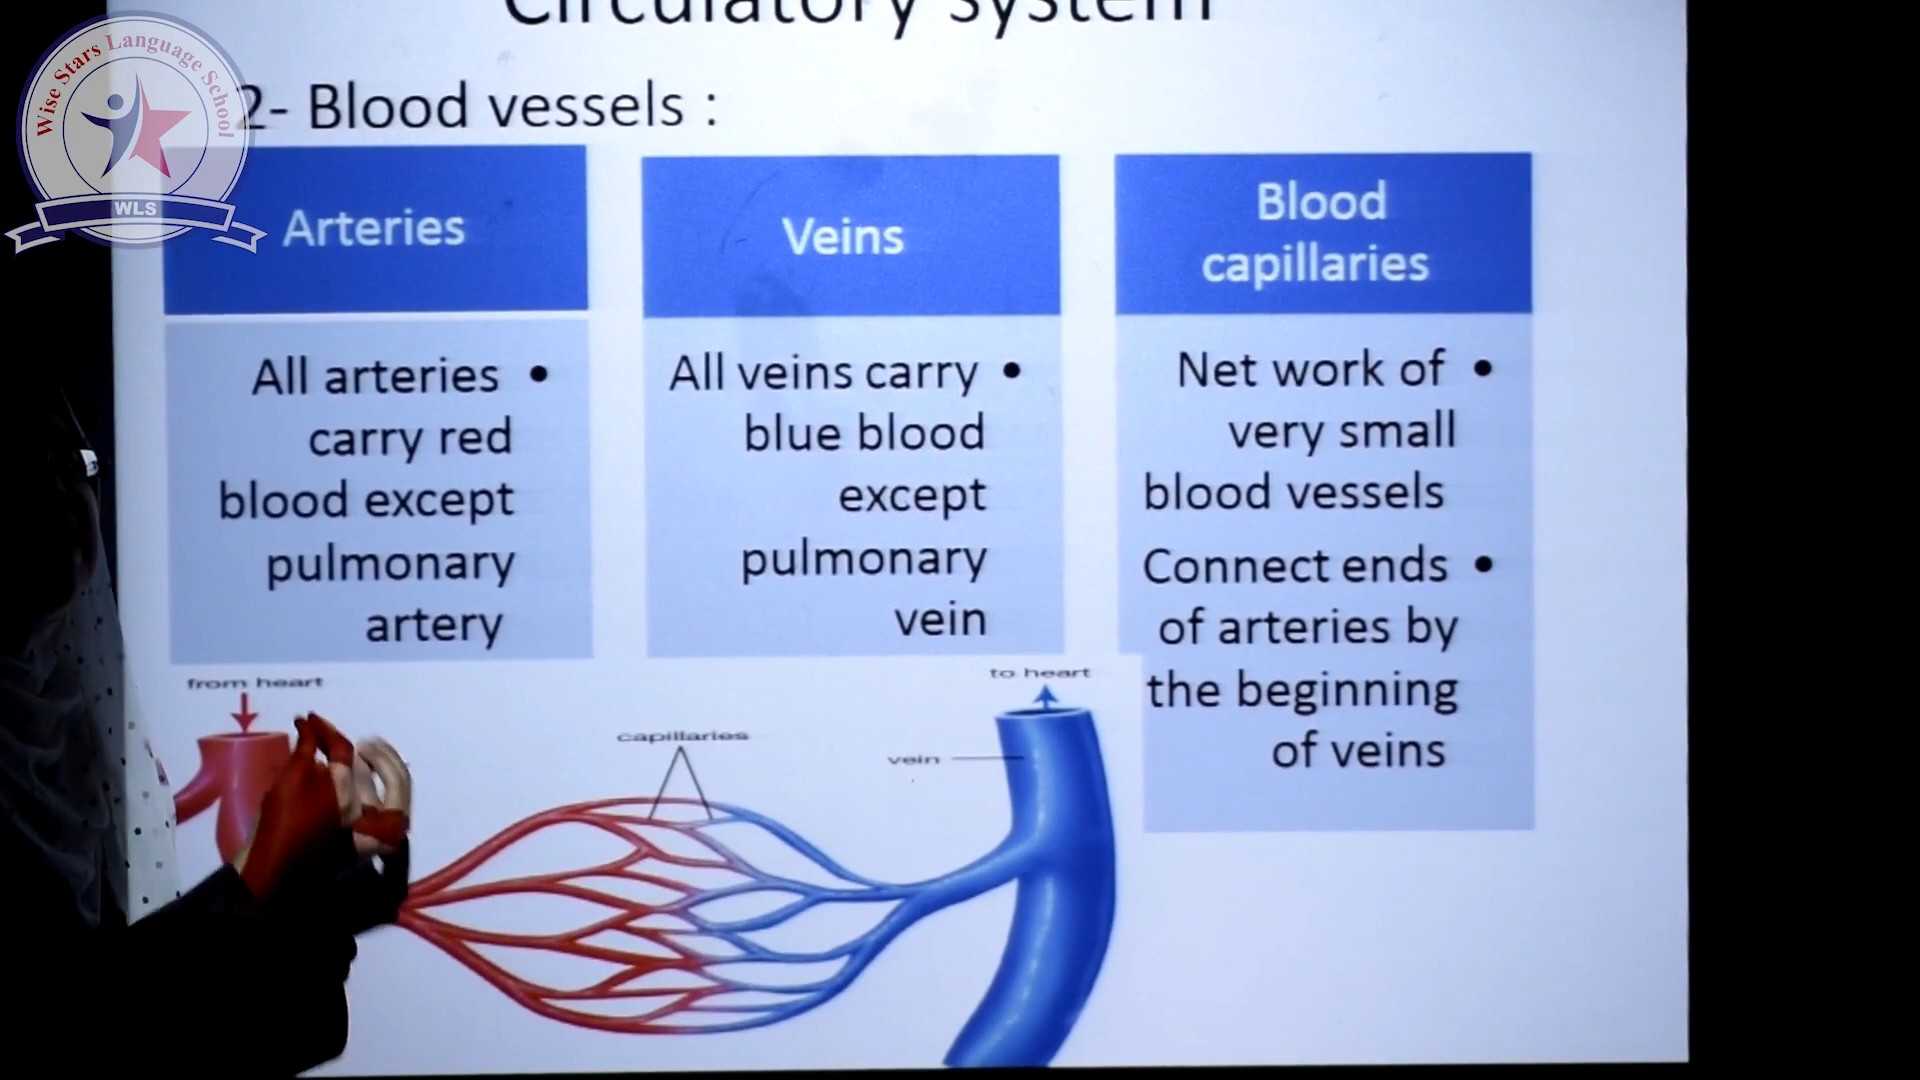 Circulatory system
Wise Stars Language School
WLS
2- Blood vessels :
Arteries
All arteries •
carry red
blood except
pulmonary
artery
Veins
All veins carry •
blue blood
except
pulmonary
vein
Blood
capillaries
Net work of •
very small
blood vessels
Connect ends •
of arteries by
the beginning
of veins
from heart
capillaries
vein
to heart